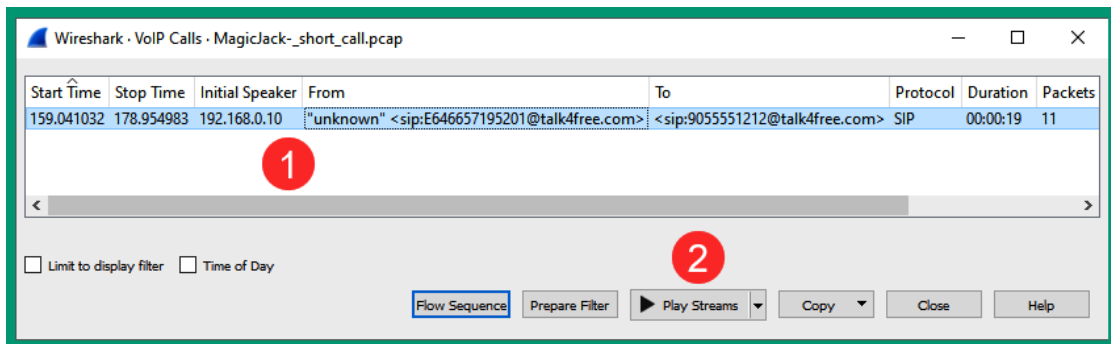 Wireshark · VoIP Calls · MagicJack-_short_call.pcap
Start Time Stop Time Initial Speaker From To Protocol Duration Packets
159.041032 178.954983 192.168.0.10 "unknown" <sip:E646657195201@talk4free.com> <sip:9055551212@talk4free.com> SIP 00:00:19 11
1
2
Limit to display filter Time of Day
Flow Sequence Prepare Filter Play Streams Copy Close Help